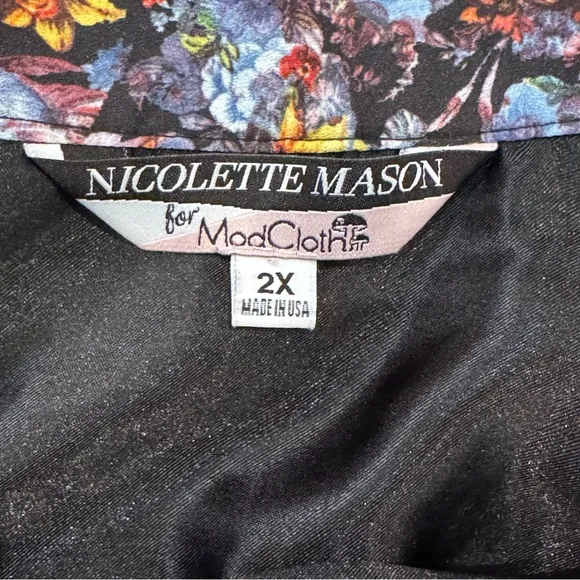 NICOLETTE MASON
for ModCloth
2X
MADE IN USA